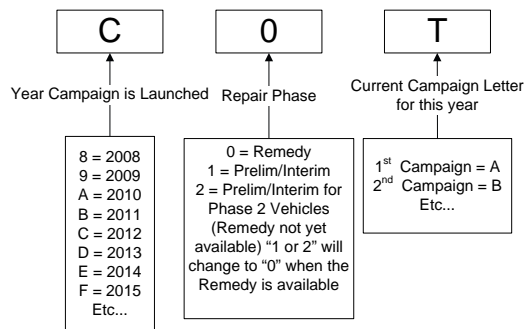 C
0
T
Year Campaign is Launched
Repair Phase
Current Campaign Letter
for this year
8 = 2008
9 = 2009
A = 2010
B = 2011
C = 2012
D = 2013
E = 2014
F = 2015
Etc...
0 = Remedy
1 = Prelim/Interim
2 = Prelim/Interim for
Phase 2 Vehicles
(Remedy not yet
available) “1 or 2” will
change to “0” when the
Remedy is available
1st Campaign = A
2nd Campaign = B
Etc...